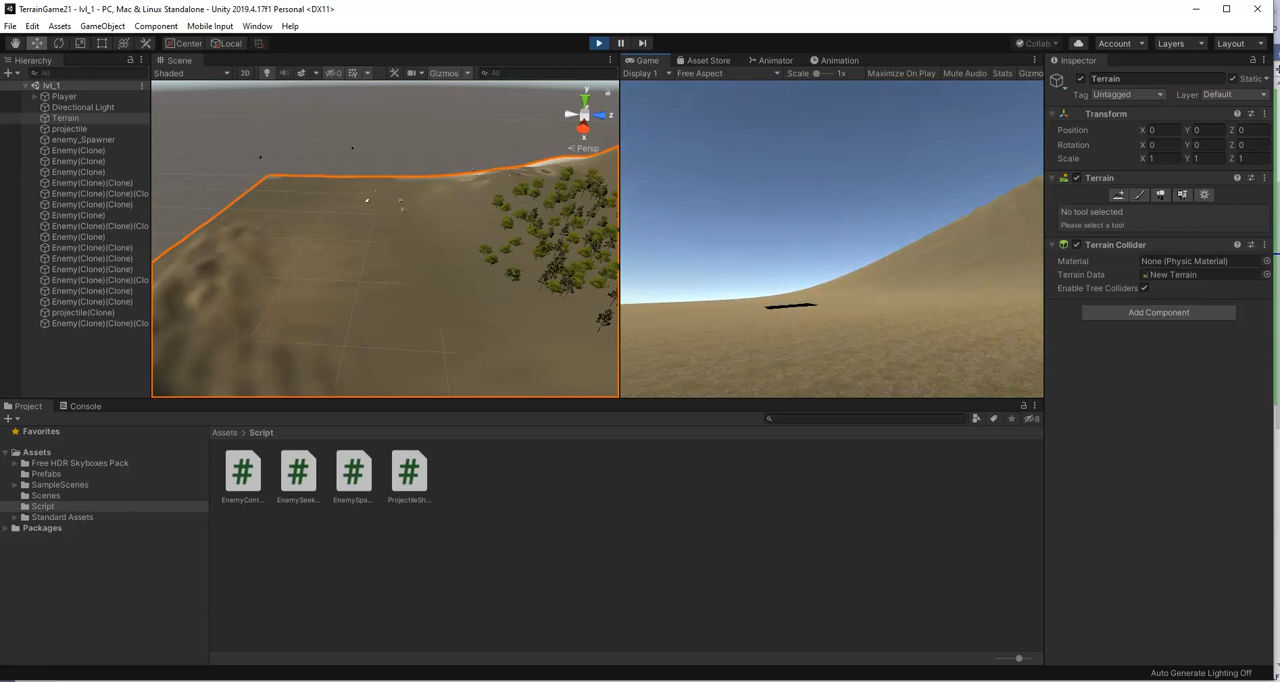 TerrainGame21 - lvl_1 - PC, Mac & Linux Standalone - Unity 2019.4.17f1 Personal <DX11>
File Edit Assets GameObject Component Mobile Input Window Help
Center Local Collab Account Layers Layout
Hierarchy
All
lvl_1
Player
Directional Light
Terrain
projectile
enemy_Spawner
Enemy(Clone)
Enemy(Clone)
Enemy(Clone)
Enemy(Clone)(Clone)
Enemy(Clone)(Clone)(Clo
Enemy(Clone)
Enemy(Clone)
Enemy(Clone)(Clone)(Clo
Enemy(Clone)
Enemy(Clone)(Clone)
Enemy(Clone)(Clone)
Enemy(Clone)(Clone)
Enemy(Clone)(Clone)(Clo
Enemy(Clone)(Clone)
Enemy(Clone)(Clone)
projectile(Clone)
Enemy(Clone)(Clone)(Clo
Scene
Shaded 2D 0 Gizmos All
y
z
x
Persp
Game Asset Store Animator Animation
Display 1 Free Aspect Scale 1x Maximize On Play Mute Audio Stats Gizmo
Inspector
Terrain Static
Tag Untagged Layer Default
Transform
Position X 0 Y 0 Z 0
Rotation X 0 Y 0 Z 0
Scale X 1 Y 1 Z 1
Terrain
No tool selected
Please select a tool
Terrain Collider
Material None (Physic Material)
Terrain Data New Terrain
Enable Tree Colliders
Add Component
Project Console
8
Favorites
Assets
Free HDR Skyboxes Pack
Prefabs
SampleScenes
Scenes
Script
Standard Assets
Packages
Assets > Script
EnemyCont... EnemySeek... EnemySpa... ProjectileSh...
Auto Generate Lighting Off